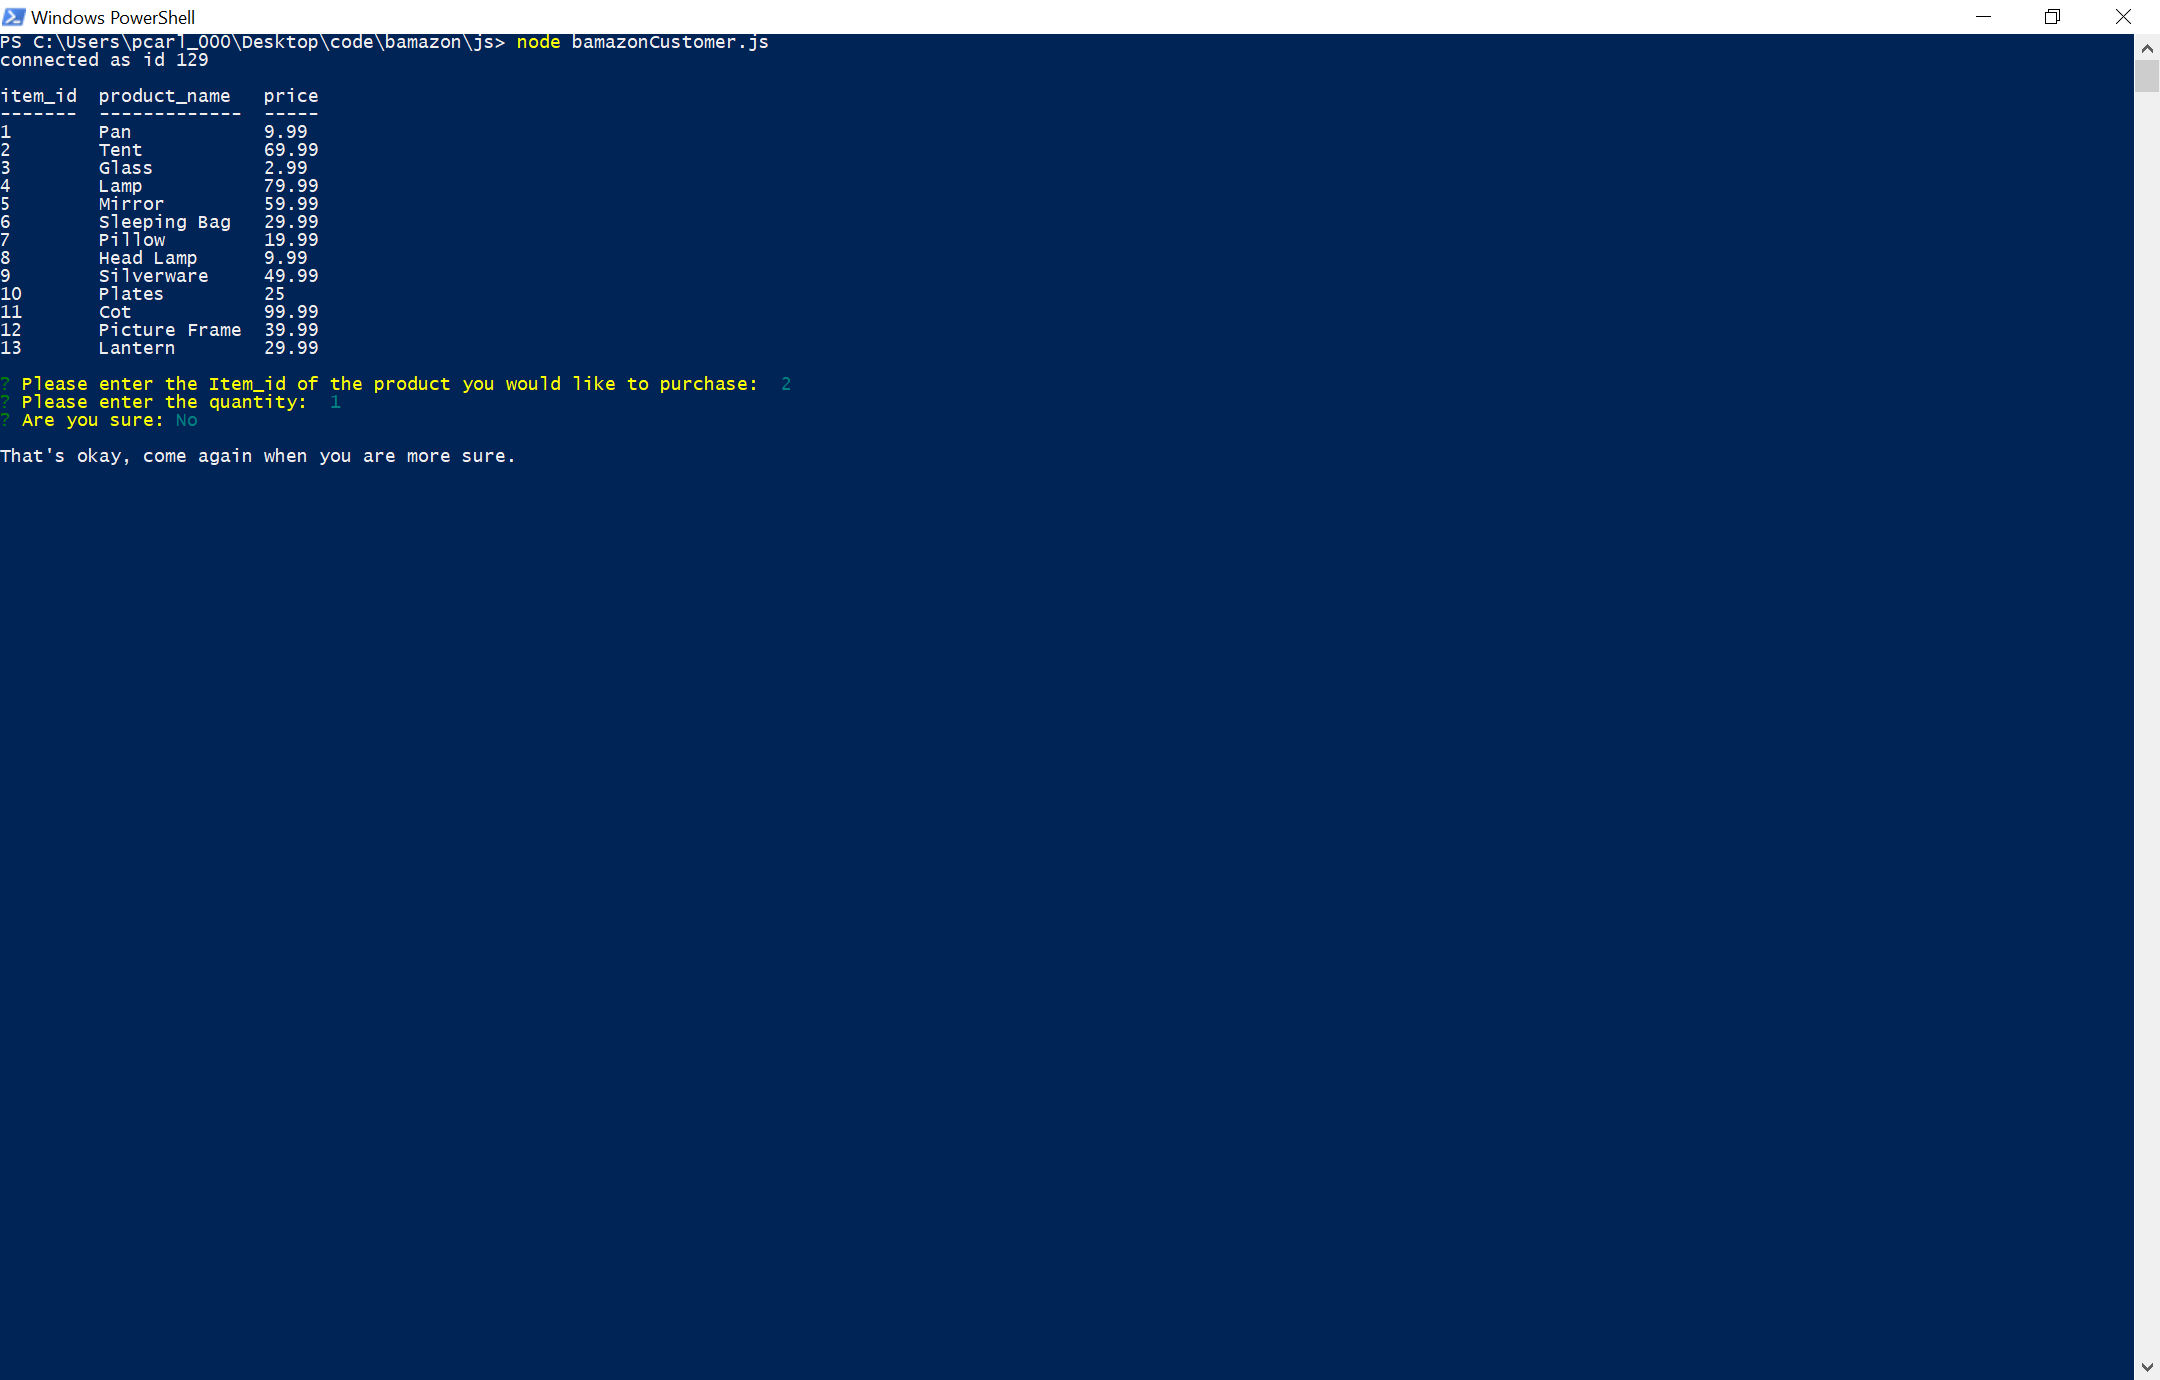 Windows PowerShell
PS C:\Users\pcarl_000\Desktop\code\bamazon\js> node bamazonCustomer.js
connected as id 129
item_id  product_name   price
-------  -------------  -----
1        Pan            9.99
2        Tent           69.99
3        Glass          2.99
4        Lamp           79.99
5        Mirror         59.99
6        Sleeping Bag   29.99
7        Pillow         19.99
8        Head Lamp      9.99
9        Silverware     49.99
10       Plates         25
11       Cot            99.99
12       Picture Frame  39.99
13       Lantern        29.99
? Please enter the Item_id of the product you would like to purchase:  2
? Please enter the quantity:  1
? Are you sure: No
That's okay, come again when you are more sure.